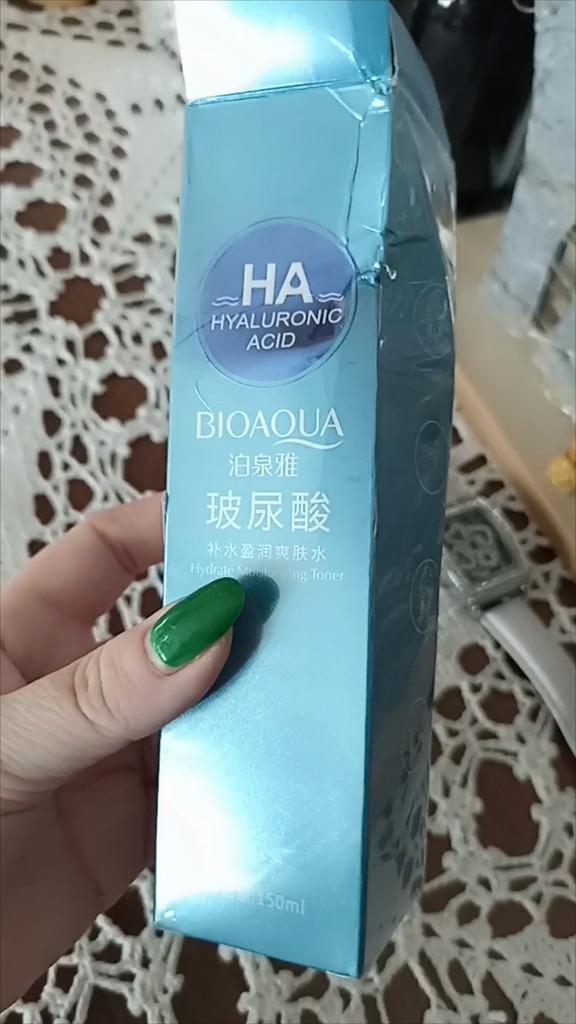 HA
HYALURONIC
ACID
BIOAQUA
泊泉雅
玻尿酸
补水盈润爽肤水
Hydrate Moisturizing Toner
150ml